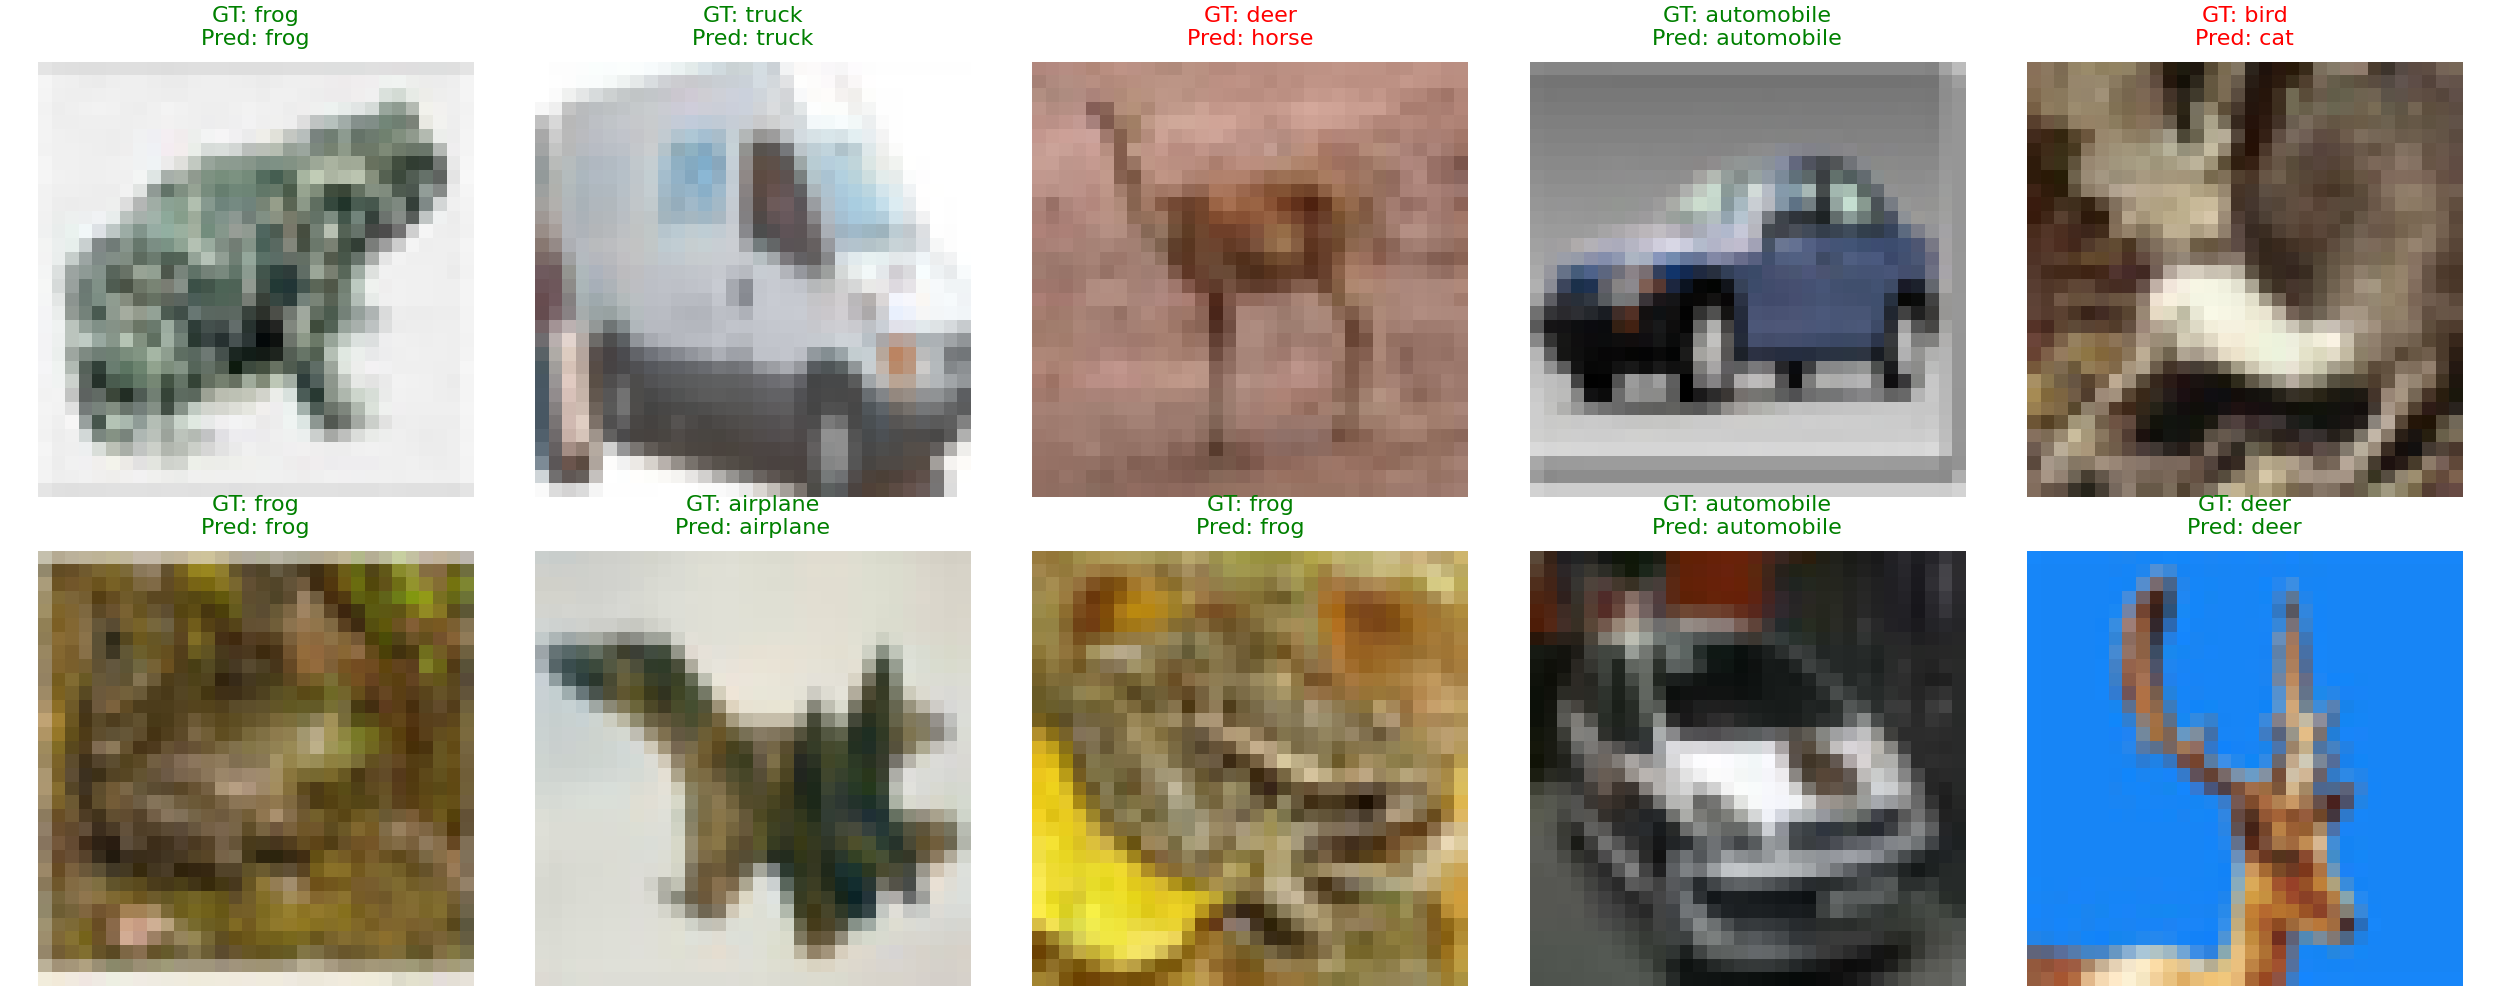 GT: frog
Pred: frog
GT: truck
Pred: truck
GT: deer
Pred: horse
GT: automobile
Pred: automobile
GT: bird
Pred: cat
GT: frog
Pred: frog
GT: airplane
Pred: airplane
GT: frog
Pred: frog
GT: automobile
Pred: automobile
GT: deer
Pred: deer